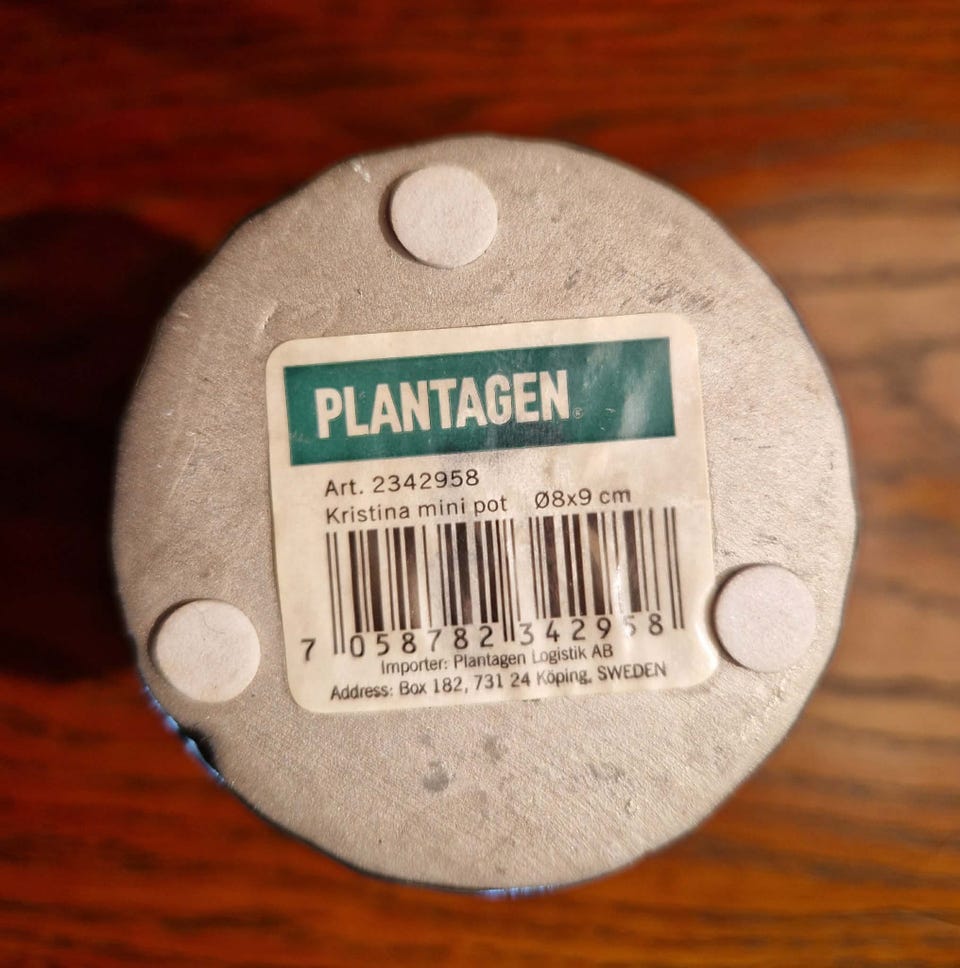 PLANTAGEN®
Art. 2342958
Kristina mini pot Ø8x9 cm
7 058782 342958
Importer: Plantagen Logistik AB
Address: Box 182, 731 24 Köping, SWEDEN